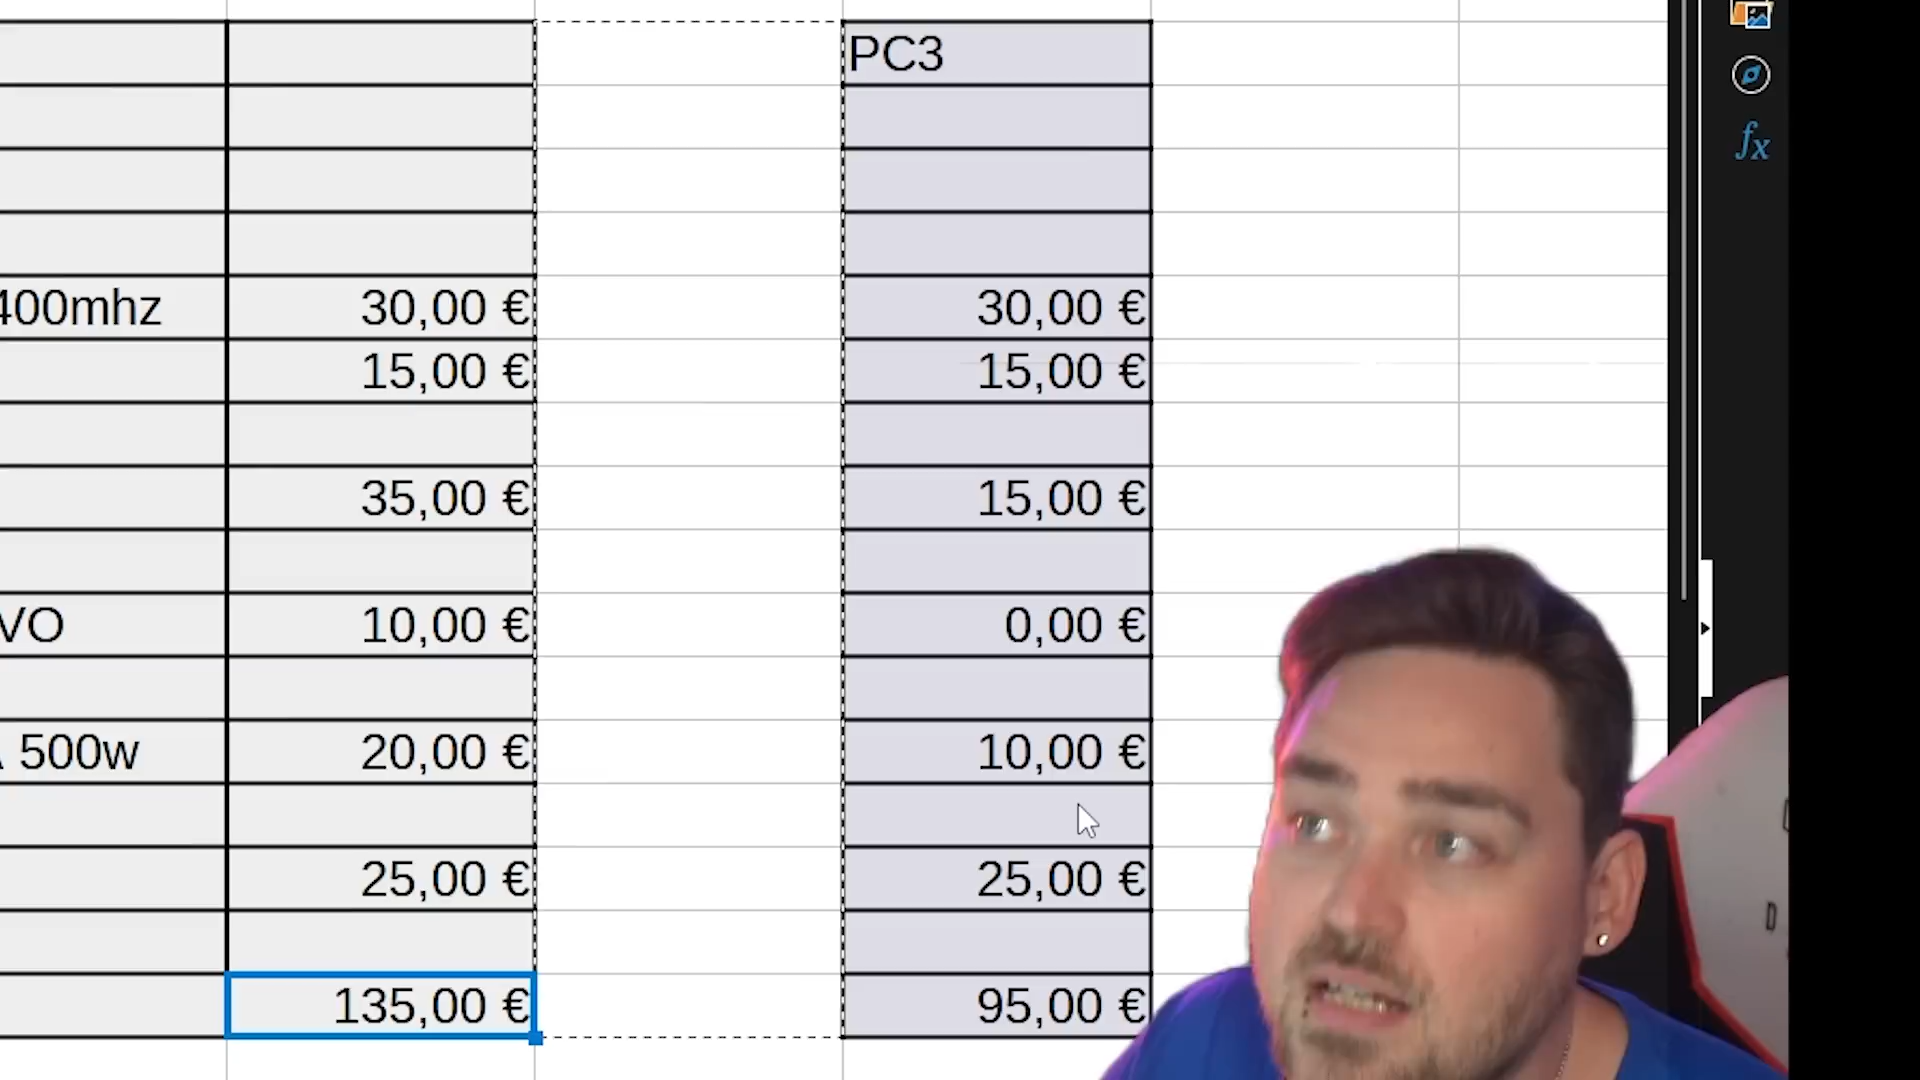 PC3
400mhz 30,00 € 30,00 €
15,00 € 15,00 €
35,00 € 15,00 €
VO 10,00 € 0,00 €
500w 20,00 € 10,00 €
25,00 € 25,00 €
135,00 € 95,00 €
fx
D